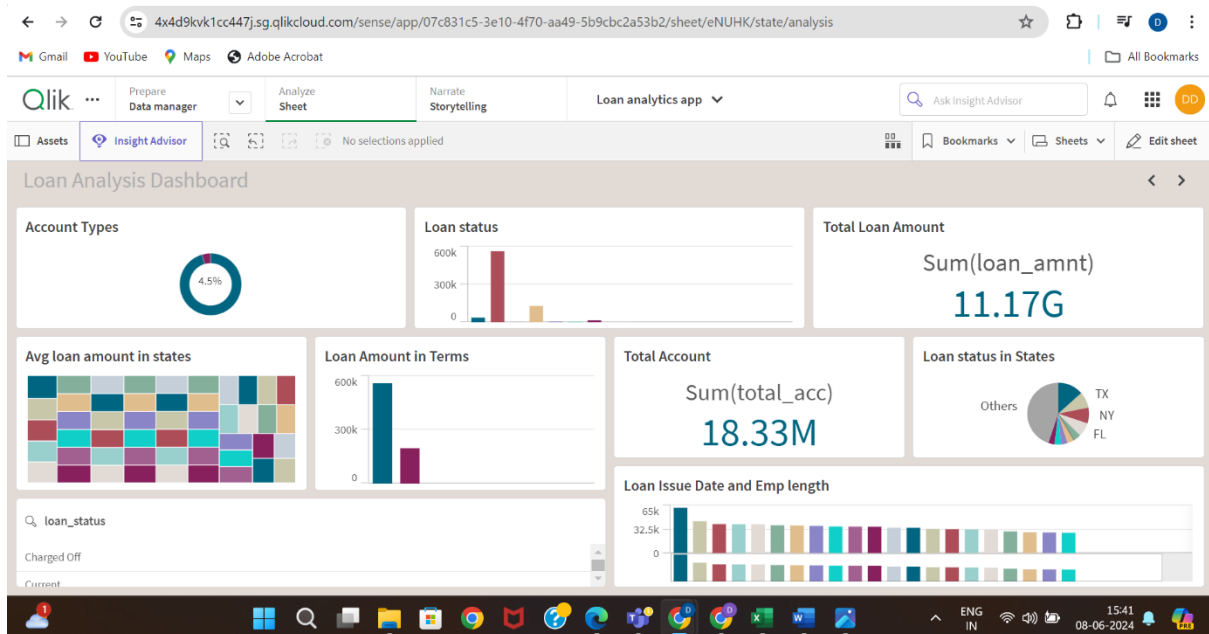 4x4d9kvk1cc447j.sg.qlikcloud.com/sense/app/07c831c5-3e10-4f70-aa49-5b9cbc2a53b2/sheet/eNUHK/state/analysis
D
Gmail YouTube Maps Adobe Acrobat All Bookmarks
Qlik
Prepare
Data manager
Analyze
Sheet
Narrate
Storytelling
Loan analytics app
Ask Insight Advisor
DD
Assets Insight Advisor No selections applied Bookmarks Sheets Edit sheet
Loan Analysis Dashboard
Account Types
4.5%
Loan status
600k
300k
0
Total Loan Amount
Sum(loan_amnt)
11.17G
Avg loan amount in states
Loan Amount in Terms
600k
300k
0
Total Account
Sum(total_acc)
18.33M
Loan status in States
Others
TX
NY
FL
Loan Issue Date and Emp length
65k
32.5k
0
loan_status
Charged Off
Current
1
D
D
PRE
ENG
IN
15:41
08-06-2024